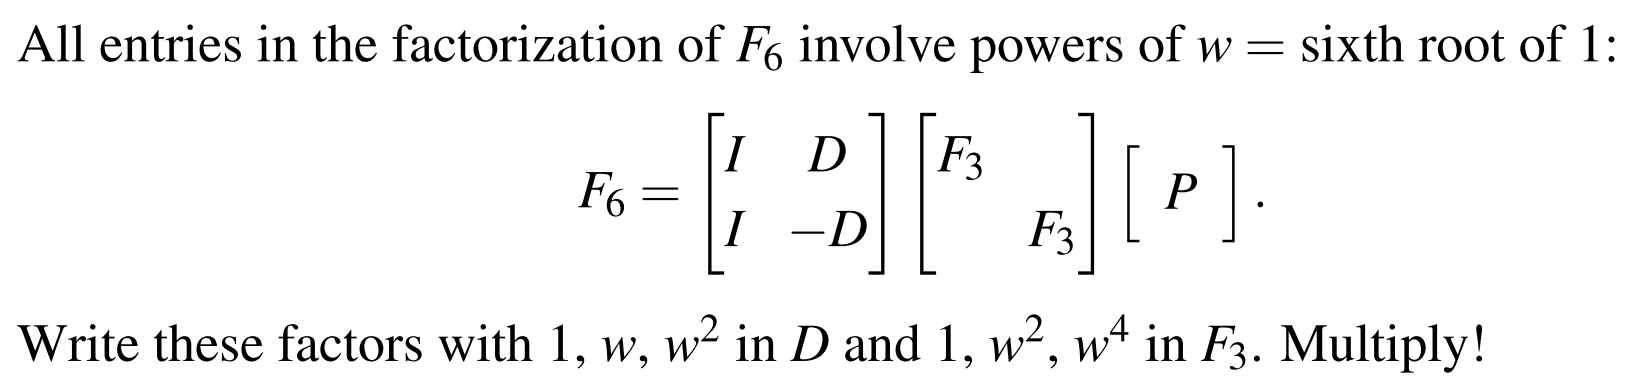 All entries in the factorization of F₆ involve powers of w = sixth root of 1:
F₆ = [I D; I −D] [F₃ ; F₃] [P].
Write these factors with 1, w, w² in D and 1, w², w⁴ in F₃. Multiply!